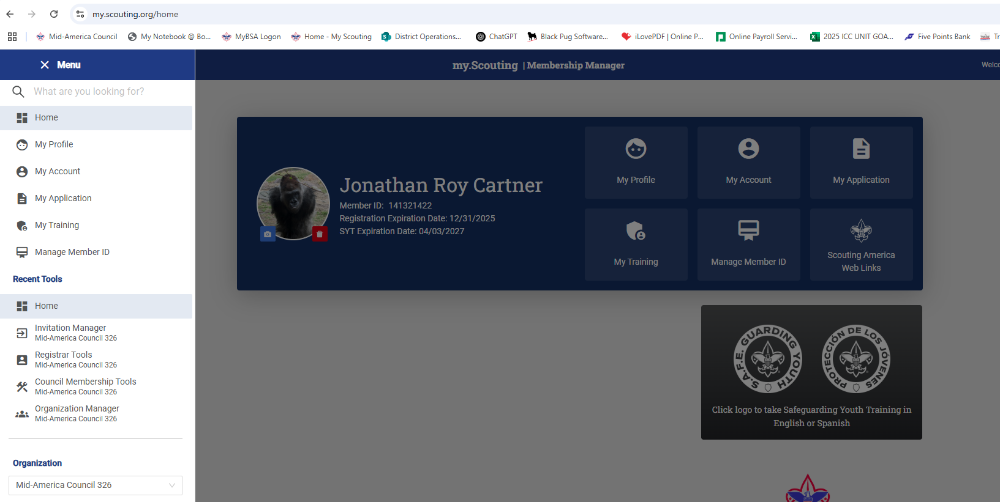 my.scouting.org/home
Mid-America Council
My Notebook @ Bo...
MyBSA Logon
Home - My Scouting
District Operations...
ChatGPT
Black Pug Software...
iLovePDF | Online P...
Online Payroll Servi...
2025 ICC UNIT GOA...
Five Points Bank
Menu
my.Scouting | Membership Manager
What are you looking for?
Home
My Profile
My Account
My Application
My Training
Manage Member ID
Recent Tools
Home
Invitation Manager
Mid-America Council 326
Registrar Tools
Mid-America Council 326
Council Membership Tools
Mid-America Council 326
Organization Manager
Mid-America Council 326
Organization
Mid-America Council 326
Jonathan Roy Cartner
Member ID: 141321422
Registration Expiration Date: 12/31/2025
SYT Expiration Date: 04/03/2027
My Profile
My Account
My Application
My Training
Manage Member ID
Scouting America
Web Links
S.A.F.E. GUARDING YOUTH
PROTECCIÓN DE LOS JÓVENES
Click logo to take Safeguarding Youth Training in
English or Spanish